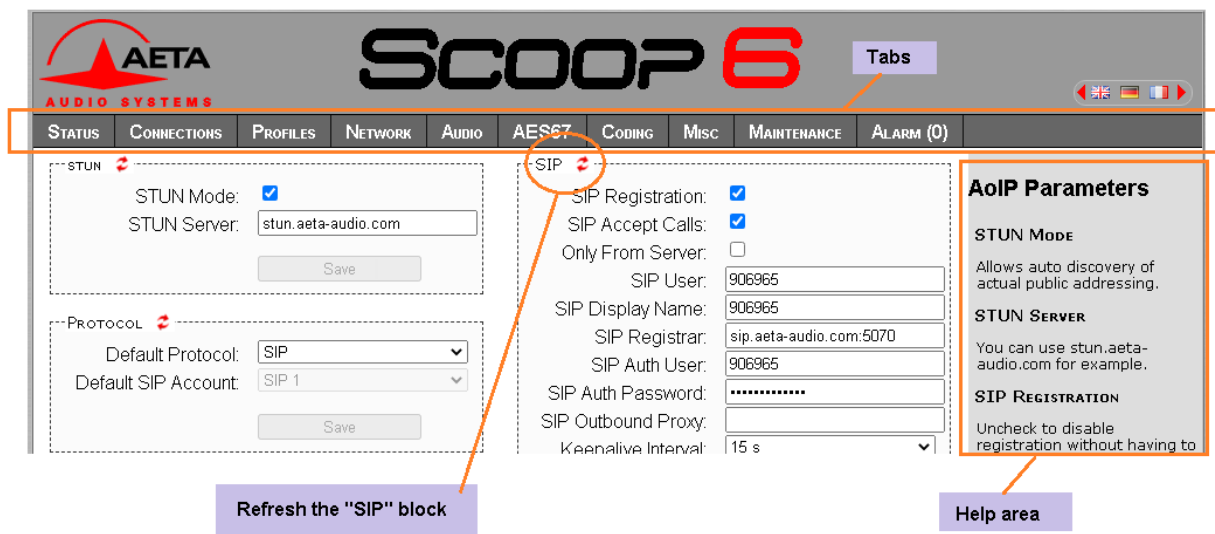 AETA
AUDIO SYSTEMS
SCOOP 6
Tabs
STATUS CONNECTIONS PROFILES NETWORK AUDIO AES67 CODING MISC MAINTENANCE ALARM (0)
STUN
STUN Mode:
STUN Server: stun.aeta-audio.com
Save
PROTOCOL
Default Protocol: SIP
Default SIP Account: SIP 1
Save
SIP
SIP Registration:
SIP Accept Calls:
Only From Server:
SIP User: 906965
SIP Display Name: 906965
SIP Registrar: sip.aeta-audio.com:5070
SIP Auth User: 906965
SIP Auth Password: •••••••••••••
SIP Outbound Proxy:
Keepalive Interval: 15 s
AoIP Parameters
STUN MODE
Allows auto discovery of
actual public addressing.
STUN SERVER
You can use stun.aeta-
audio.com for example.
SIP REGISTRATION
Uncheck to disable
registration without having to
Refresh the "SIP" block
Help area